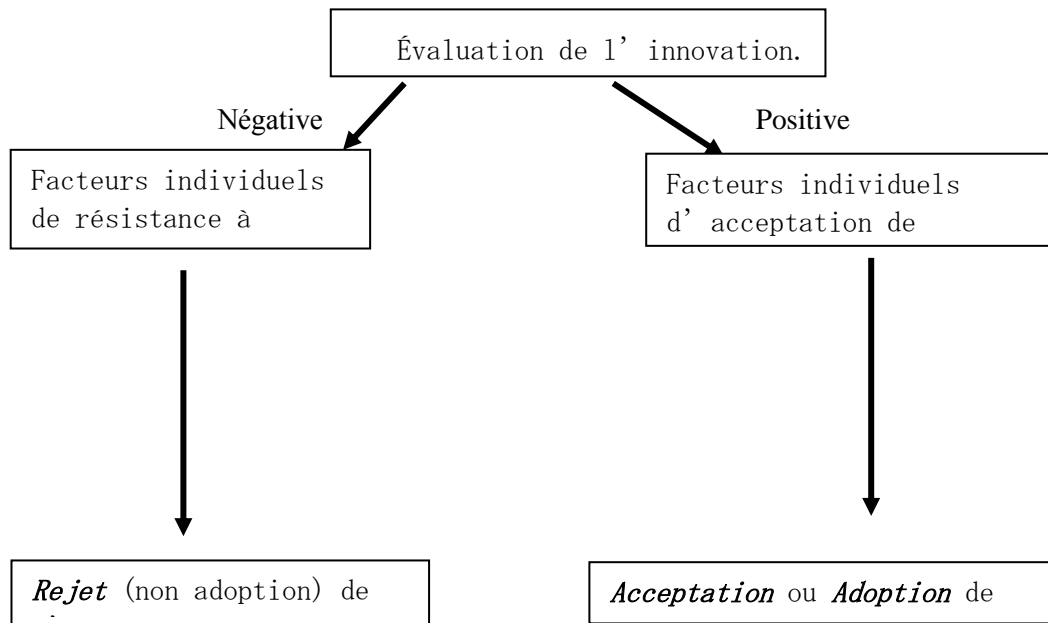 Évaluation de l’innovation.
Négative
Positive
Facteurs individuels
de résistance à
Facteurs individuels
d’acceptation de
Rejet (non adoption) de
Acceptation ou Adoption de